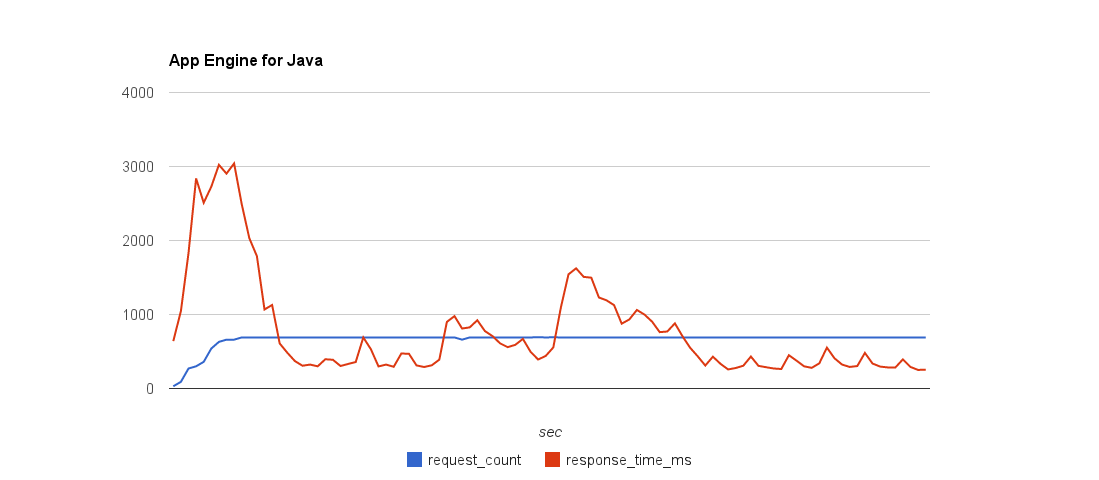 App Engine for Java
4000
3000
2000
1000
0
sec
request_count response_time_ms